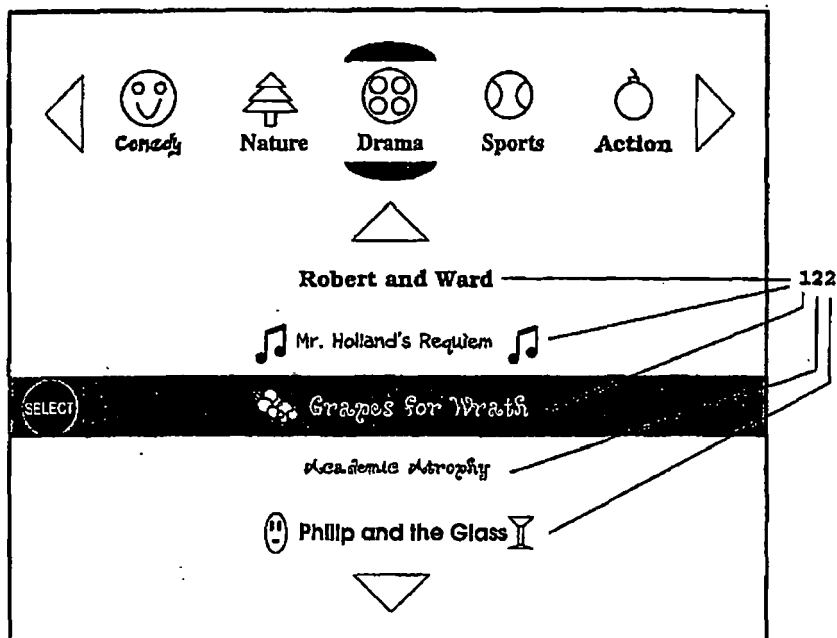 Comedy Nature Drama Sports Action
Robert and Ward
122
Mr. Holland's Requiem
SELECT Grapes for Wrath
Academic Atrophy
Philip and the Glass